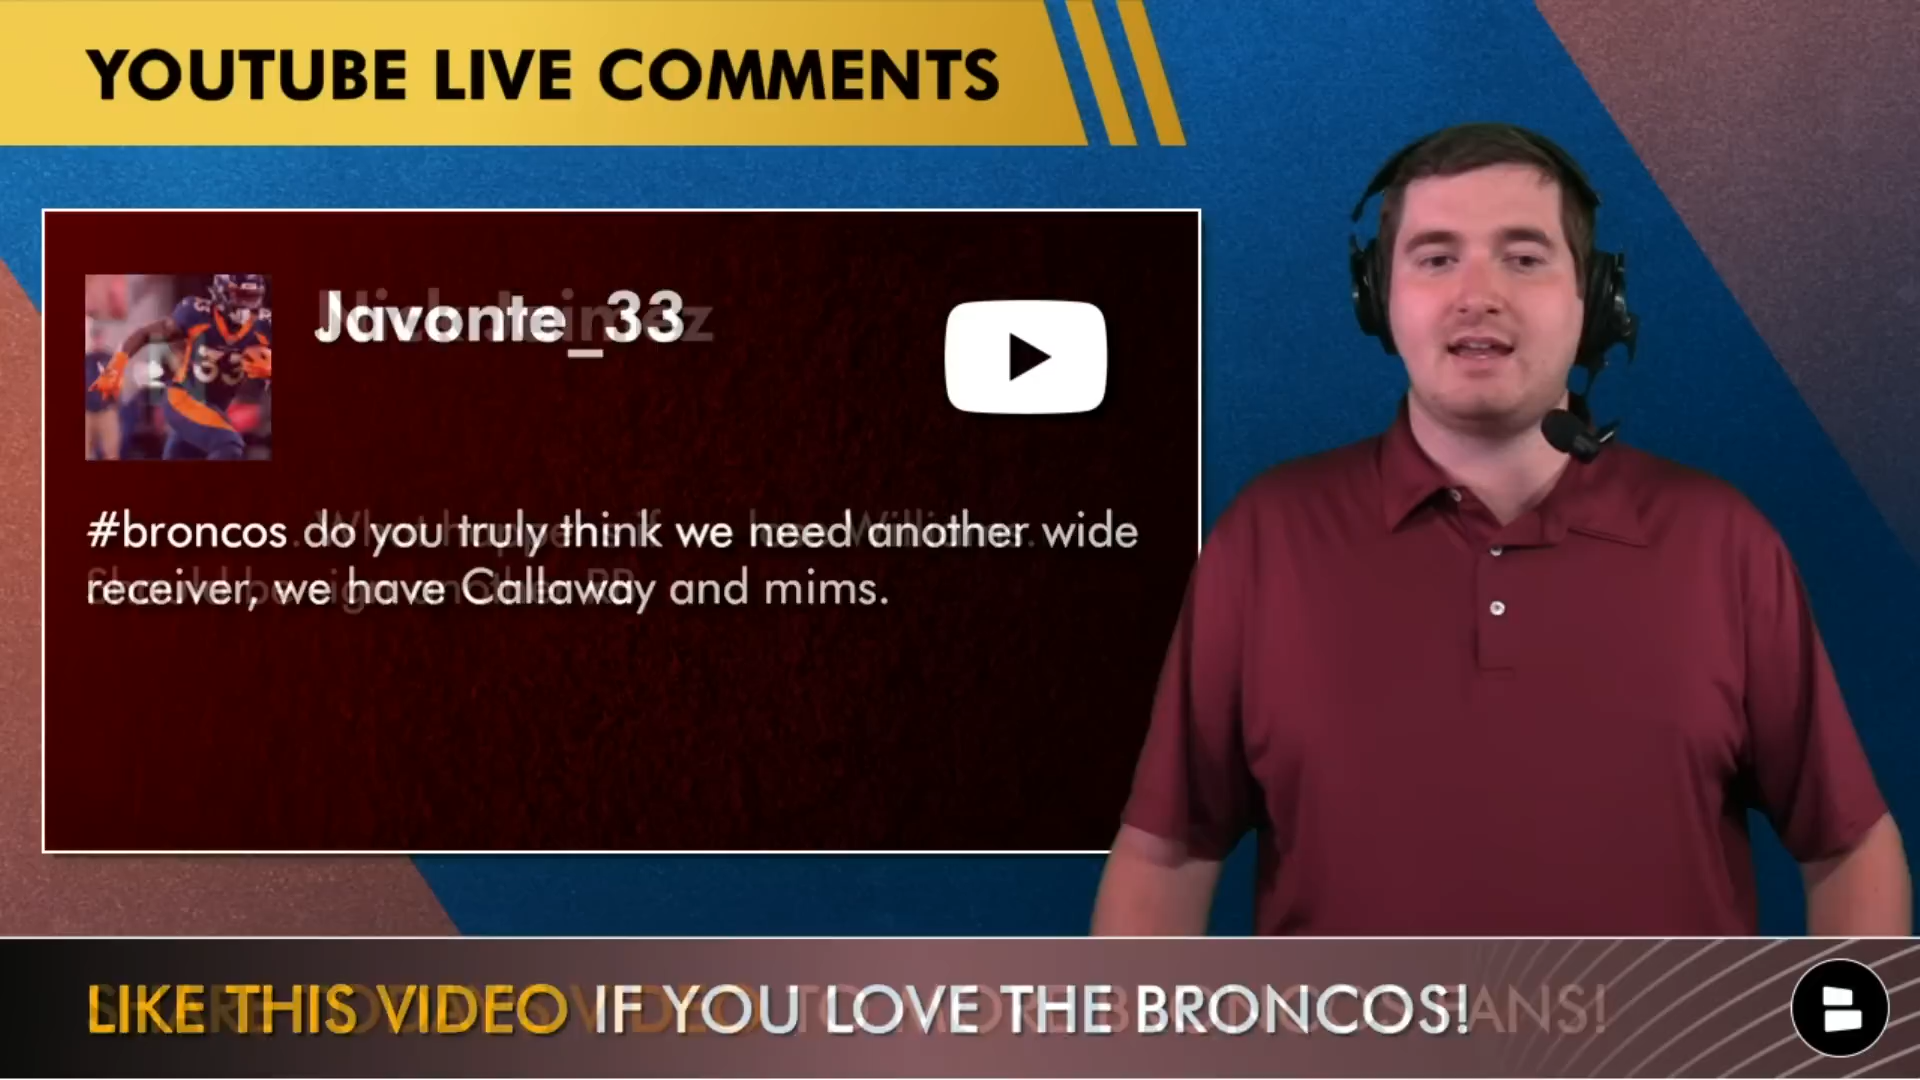 YOUTUBE LIVE COMMENTS
Javonte_33
#broncos do you truly think we need another wide
receiver, we have Callaway and mims.
LIKE THIS VIDEO IF YOU LOVE THE BRONCOS!